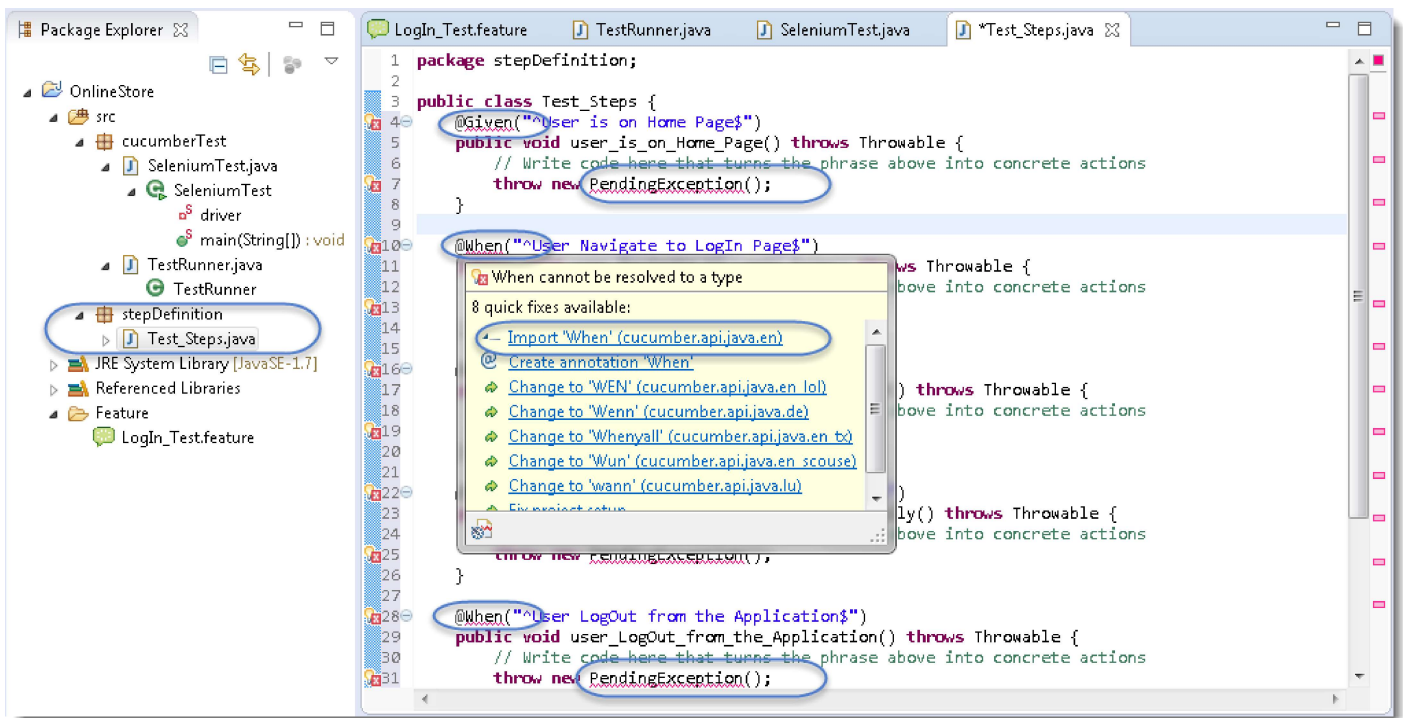 Package Explorer
OnlineStore
src
cucumberTest
SeleniumTest.java
SeleniumTest
driver
main(String[]) : void
TestRunner.java
TestRunner
stepDefinition
Test_Steps.java
JRE System Library [JavaSE-1.7]
Referenced Libraries
Feature
LogIn_Test.feature
LogIn_Test.feature TestRunner.java SeleniumTest.java *Test_Steps.java
1 package stepDefinition;
2
3 public class Test_Steps {
4 @Given("^User is on Home Page$")
5 public void user_is_on_Home_Page() throws Throwable {
6 // Write code here that turns the phrase above into concrete actions
7 throw new PendingException();
8 }
9
10 @When("^User Navigate to LogIn Page$")
11 ws Throwable {
12 bove into concrete actions
13
14
15
16
17 ) throws Throwable {
18 bove into concrete actions
19
20
21
22 )
23 ly() throws Throwable {
24 bove into concrete actions
25 throw new PendingException();
26 }
27
28 @When("^User LogOut from the Application$")
29 public void user_LogOut_from_the_Application() throws Throwable {
30 // Write code here that turns the phrase above into concrete actions
31 throw new PendingException();
When cannot be resolved to a type
8 quick fixes available:
Import 'When' (cucumber.api.java.en)
Create annotation 'When'
Change to 'WEN' (cucumber.api.java.en_lol)
Change to 'Wenn' (cucumber.api.java.de)
Change to 'Whenyall' (cucumber.api.java.en_tx)
Change to 'Wun' (cucumber.api.java.en_scouse)
Change to 'wann' (cucumber.api.java.lu)
Fix project setup